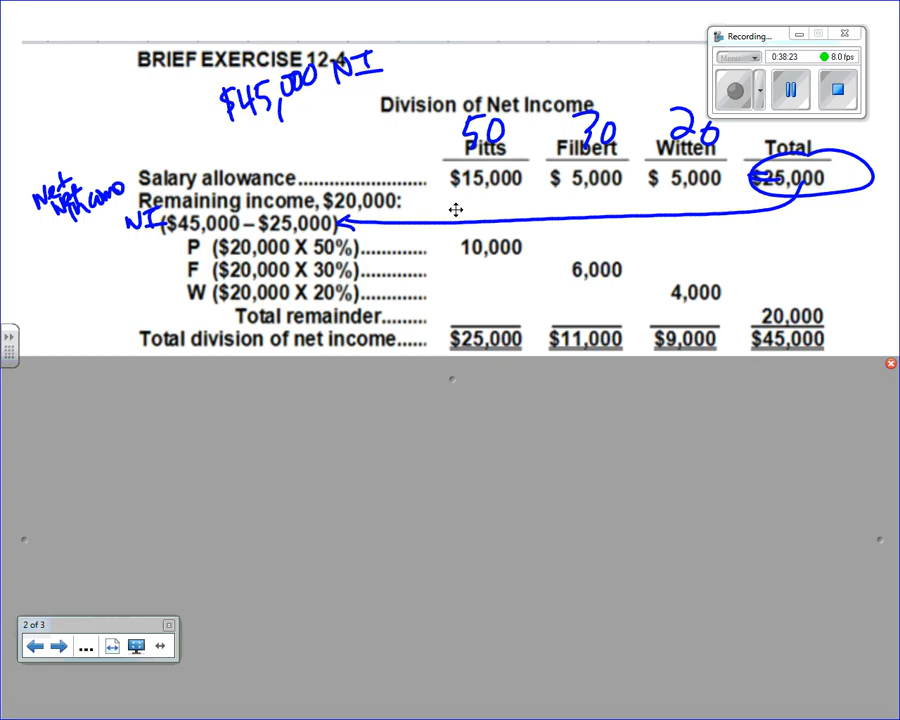 Recording...
Menu
0:38:23 8.0 fps
BRIEF EXERCISE 12-4
$45,000 NI
Division of Net Income
50 30 20
Pitts Filbert Witten Total
Salary allowance.............................. $15,000 $ 5,000 $ 5,000 $25,000
Remaining income, $20,000:
Net
NI ($45,000 – $25,000)
P ($20,000 X 50%)............... 10,000
F ($20,000 X 30%)............... 6,000
W ($20,000 X 20%)............... 4,000
Total remainder.......... 20,000
Total division of net income...... $25,000 $11,000 $9,000 $45,000
2 of 3